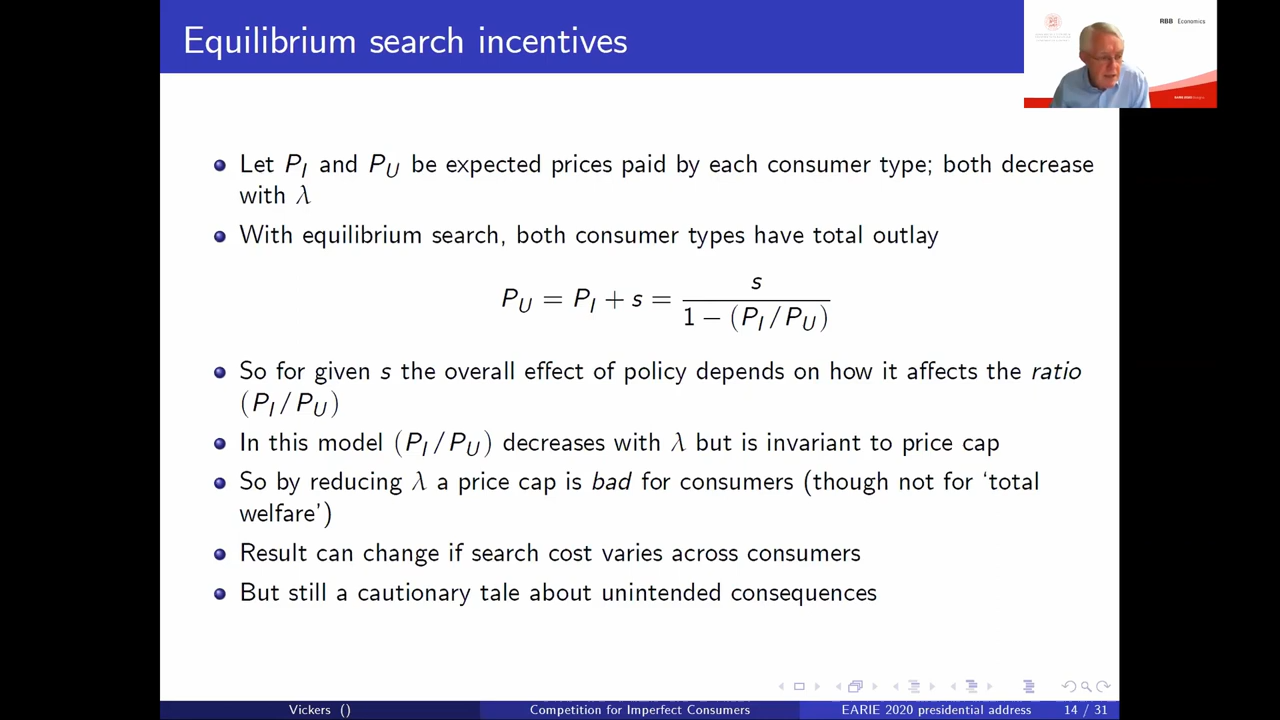 Equilibrium search incentives
RBB Economics
Let P_I and P_U be expected prices paid by each consumer type; both decrease
with λ
With equilibrium search, both consumer types have total outlay
P_U = P_I + s = s / (1 − (P_I/P_U))
So for given s the overall effect of policy depends on how it affects the ratio
(P_I/P_U)
In this model (P_I/P_U) decreases with λ but is invariant to price cap
So by reducing λ a price cap is bad for consumers (though not for ‘total
welfare’)
Result can change if search cost varies across consumers
But still a cautionary tale about unintended consequences
Vickers ()
Competition for Imperfect Consumers
EARIE 2020 presidential address
14 / 31